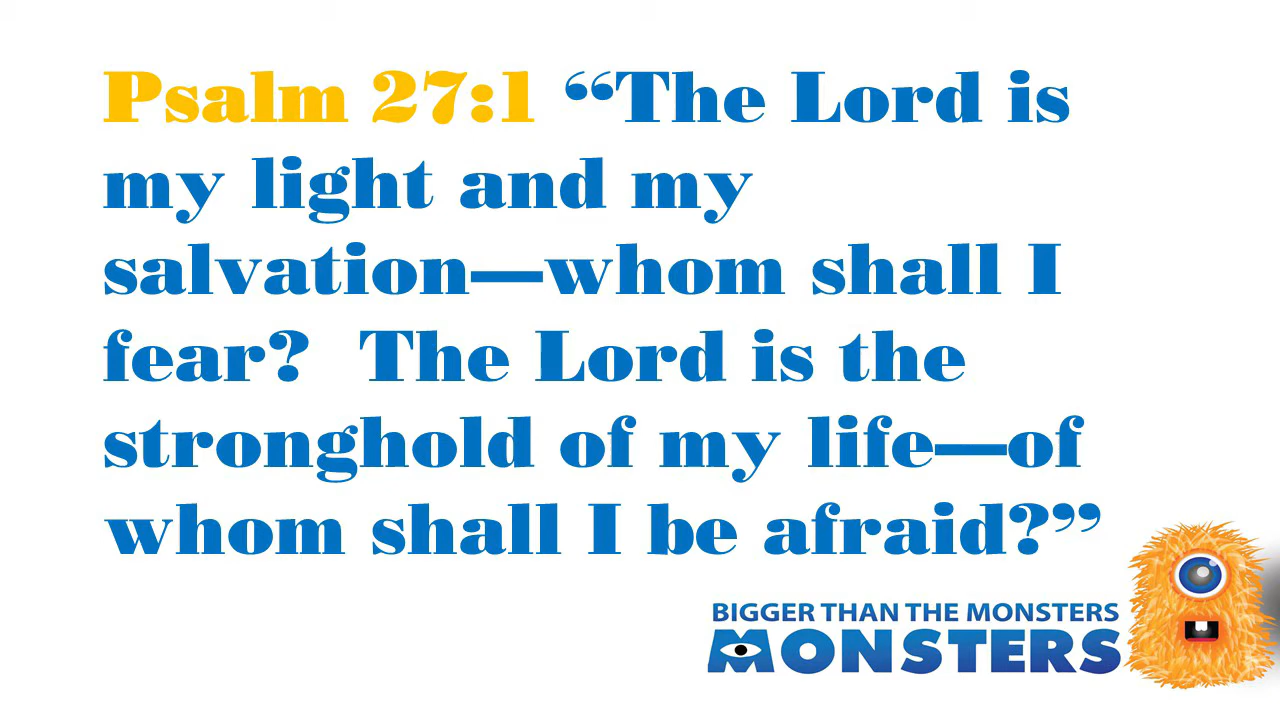 Psalm 27:1 “The Lord is
my light and my
salvation—whom shall I
fear?  The Lord is the
stronghold of my life—of
whom shall I be afraid?”
BIGGER THAN THE MONSTERS
MONSTERS